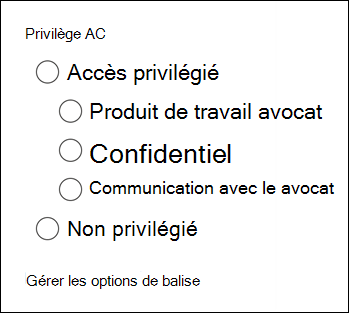 Privilège AC
Accès privilégié
Produit de travail avocat
Confidentiel
Communication avec le avocat
Non privilégié
Gérer les options de balise